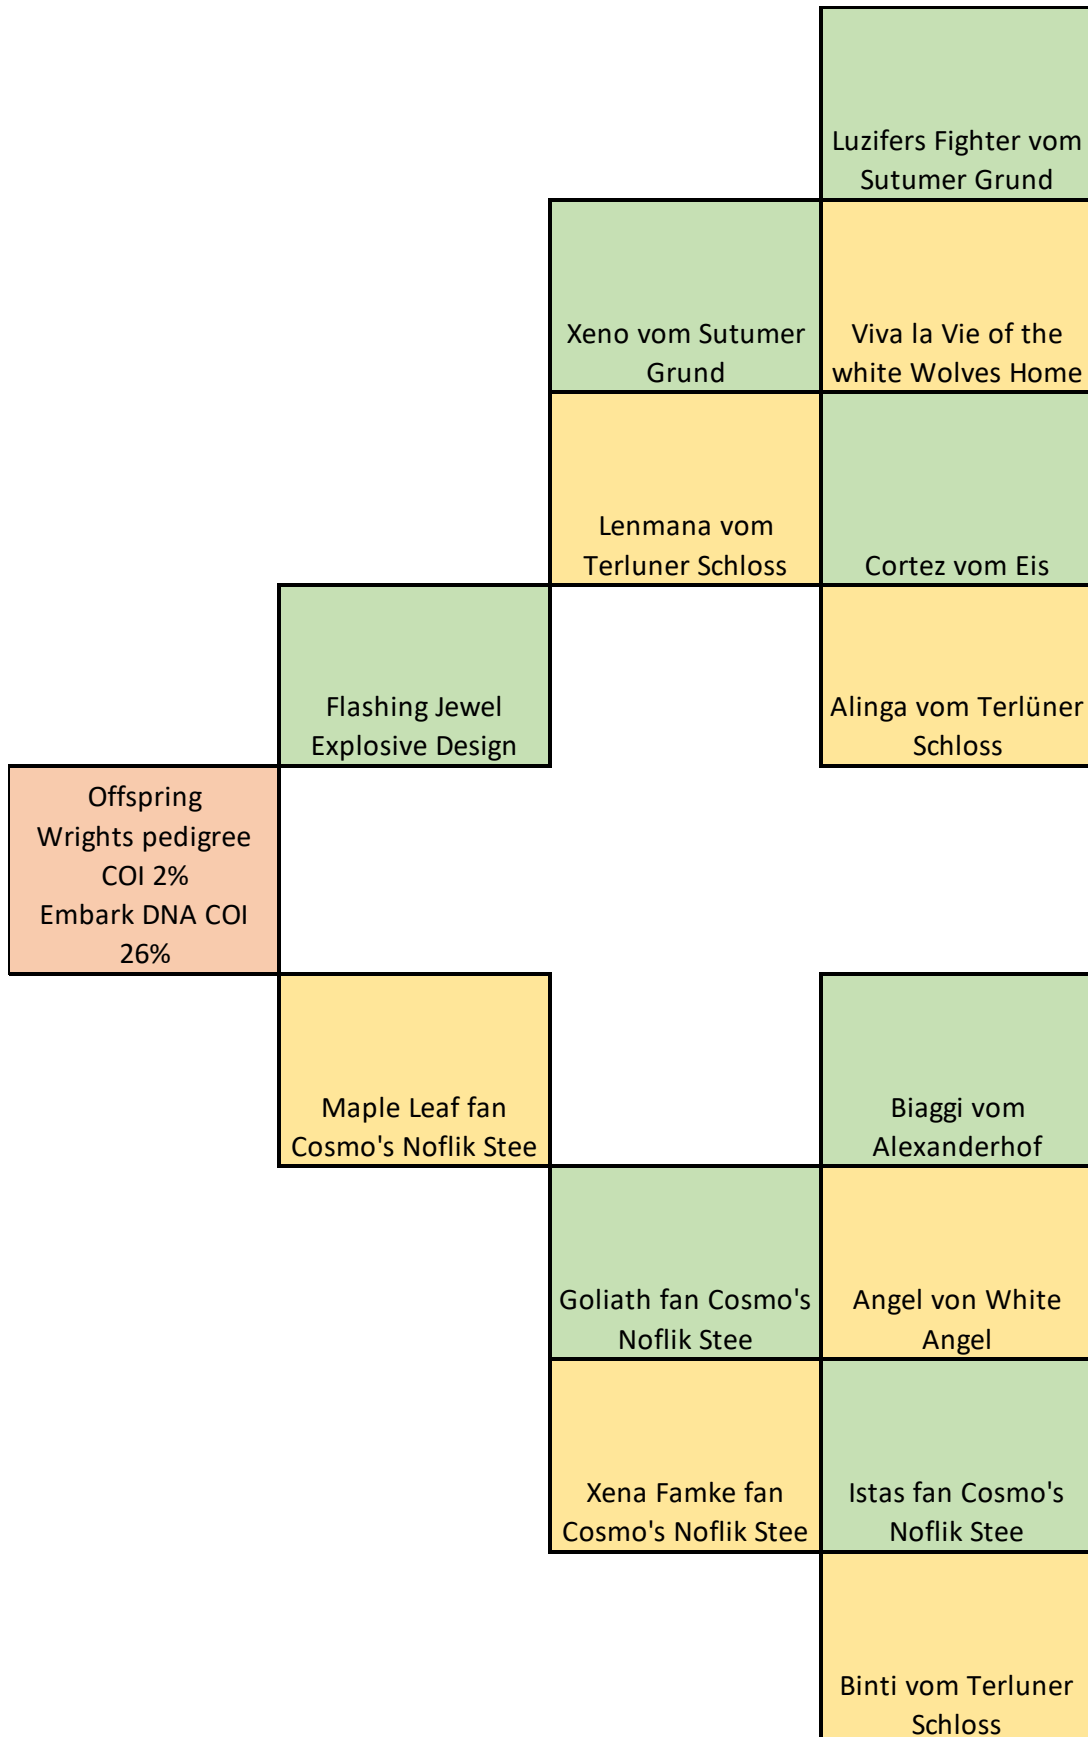 Luzifers Fighter vom
Sutumer Grund
Xeno vom Sutumer
Grund
Viva la Vie of the
white Wolves Home
Lenmana vom
Terluner Schloss
Cortez vom Eis
Flashing Jewel
Explosive Design
Alinga vom Terlüner
Schloss
Offspring
Wrights pedigree
COI 2%
Embark DNA COI
26%
Maple Leaf fan
Cosmo's Noflik Stee
Biaggi vom
Alexanderhof
Goliath fan Cosmo's
Noflik Stee
Angel von White
Angel
Xena Famke fan
Cosmo's Noflik Stee
Istas fan Cosmo's
Noflik Stee
Binti vom Terluner
Schloss